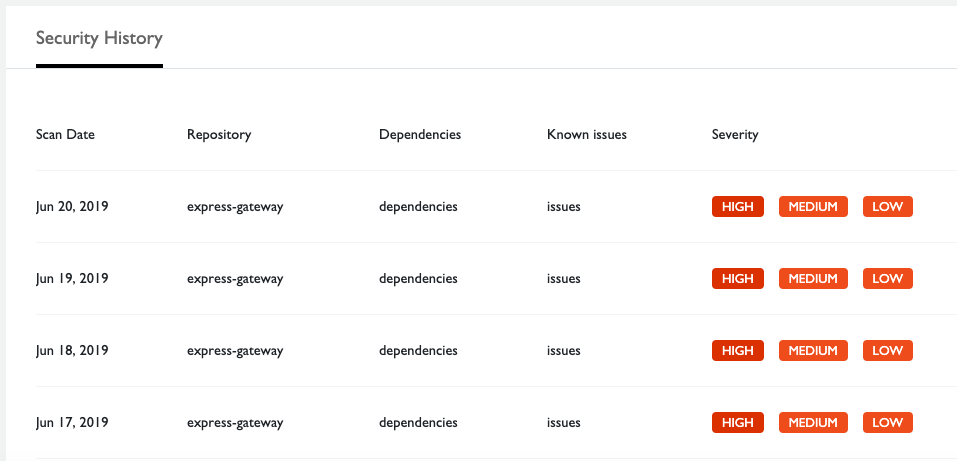 Security History
Scan Date Repository Dependencies Known issues Severity
Jun 20, 2019 express-gateway dependencies issues HIGH MEDIUM LOW
Jun 19, 2019 express-gateway dependencies issues HIGH MEDIUM LOW
Jun 18, 2019 express-gateway dependencies issues HIGH MEDIUM LOW
Jun 17, 2019 express-gateway dependencies issues HIGH MEDIUM LOW